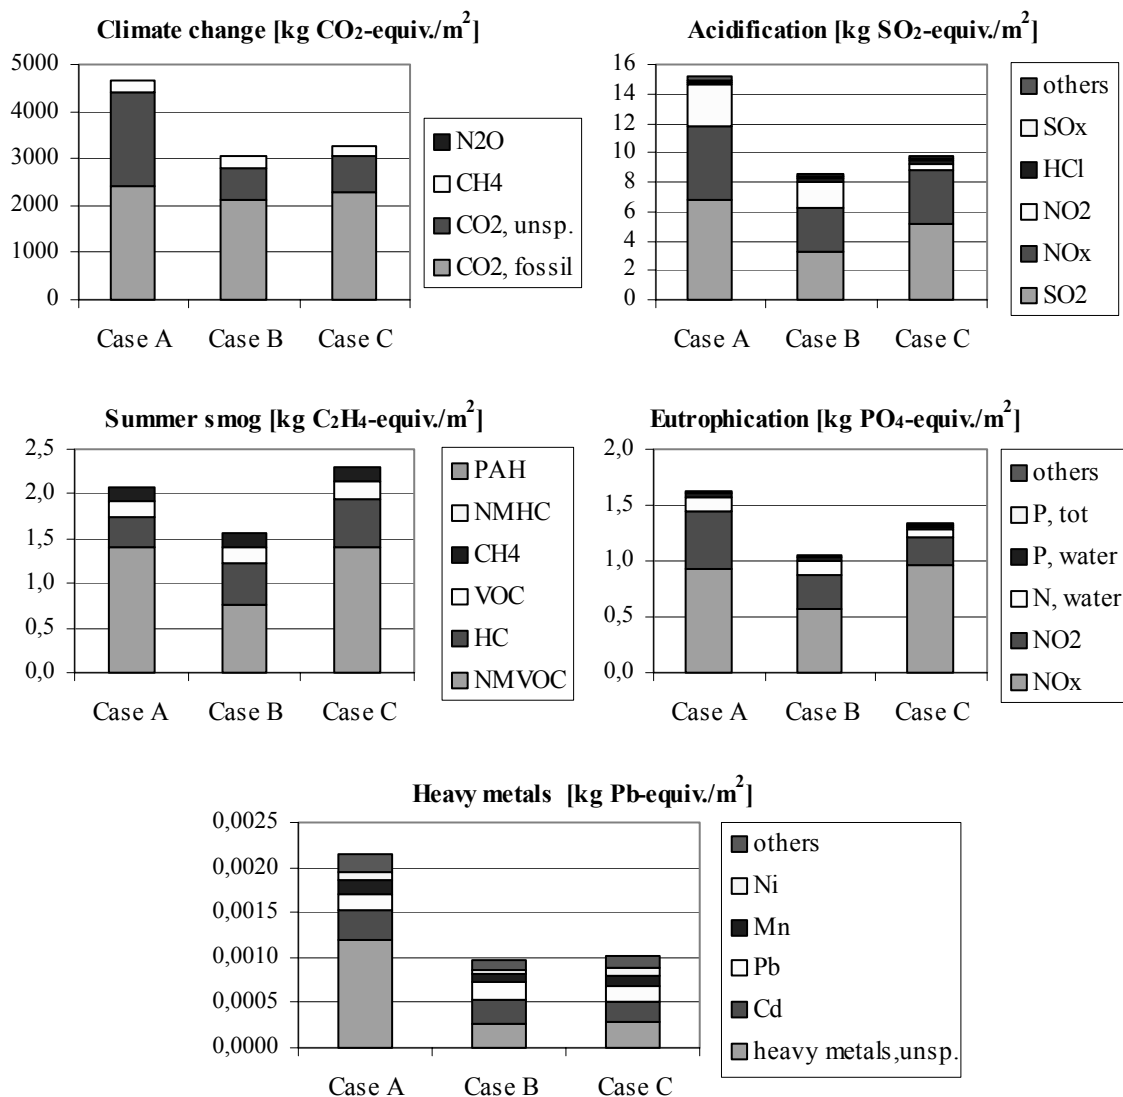 Climate change [kg CO₂-equiv./m²]
5000
4000
3000
2000
1000
0
Case A Case B Case C
N2O
CH4
CO2, unsp.
CO2, fossil
Acidification [kg SO₂-equiv./m²]
16
14
12
10
8
6
4
2
0
Case A Case B Case C
others
SOx
HCl
NO2
NOx
SO2
Summer smog [kg C₂H₄-equiv./m²]
2,5
2,0
1,5
1,0
0,5
0,0
Case A Case B Case C
PAH
NMHC
CH4
VOC
HC
NMVOC
Eutrophication [kg PO₄-equiv./m²]
2,0
1,5
1,0
0,5
0,0
Case A Case B Case C
others
P, tot
P, water
N, water
NO2
NOx
Heavy metals [kg Pb-equiv./m²]
0,0025
0,0020
0,0015
0,0010
0,0005
0,0000
Case A Case B Case C
others
Ni
Mn
Pb
Cd
heavy metals,unsp.